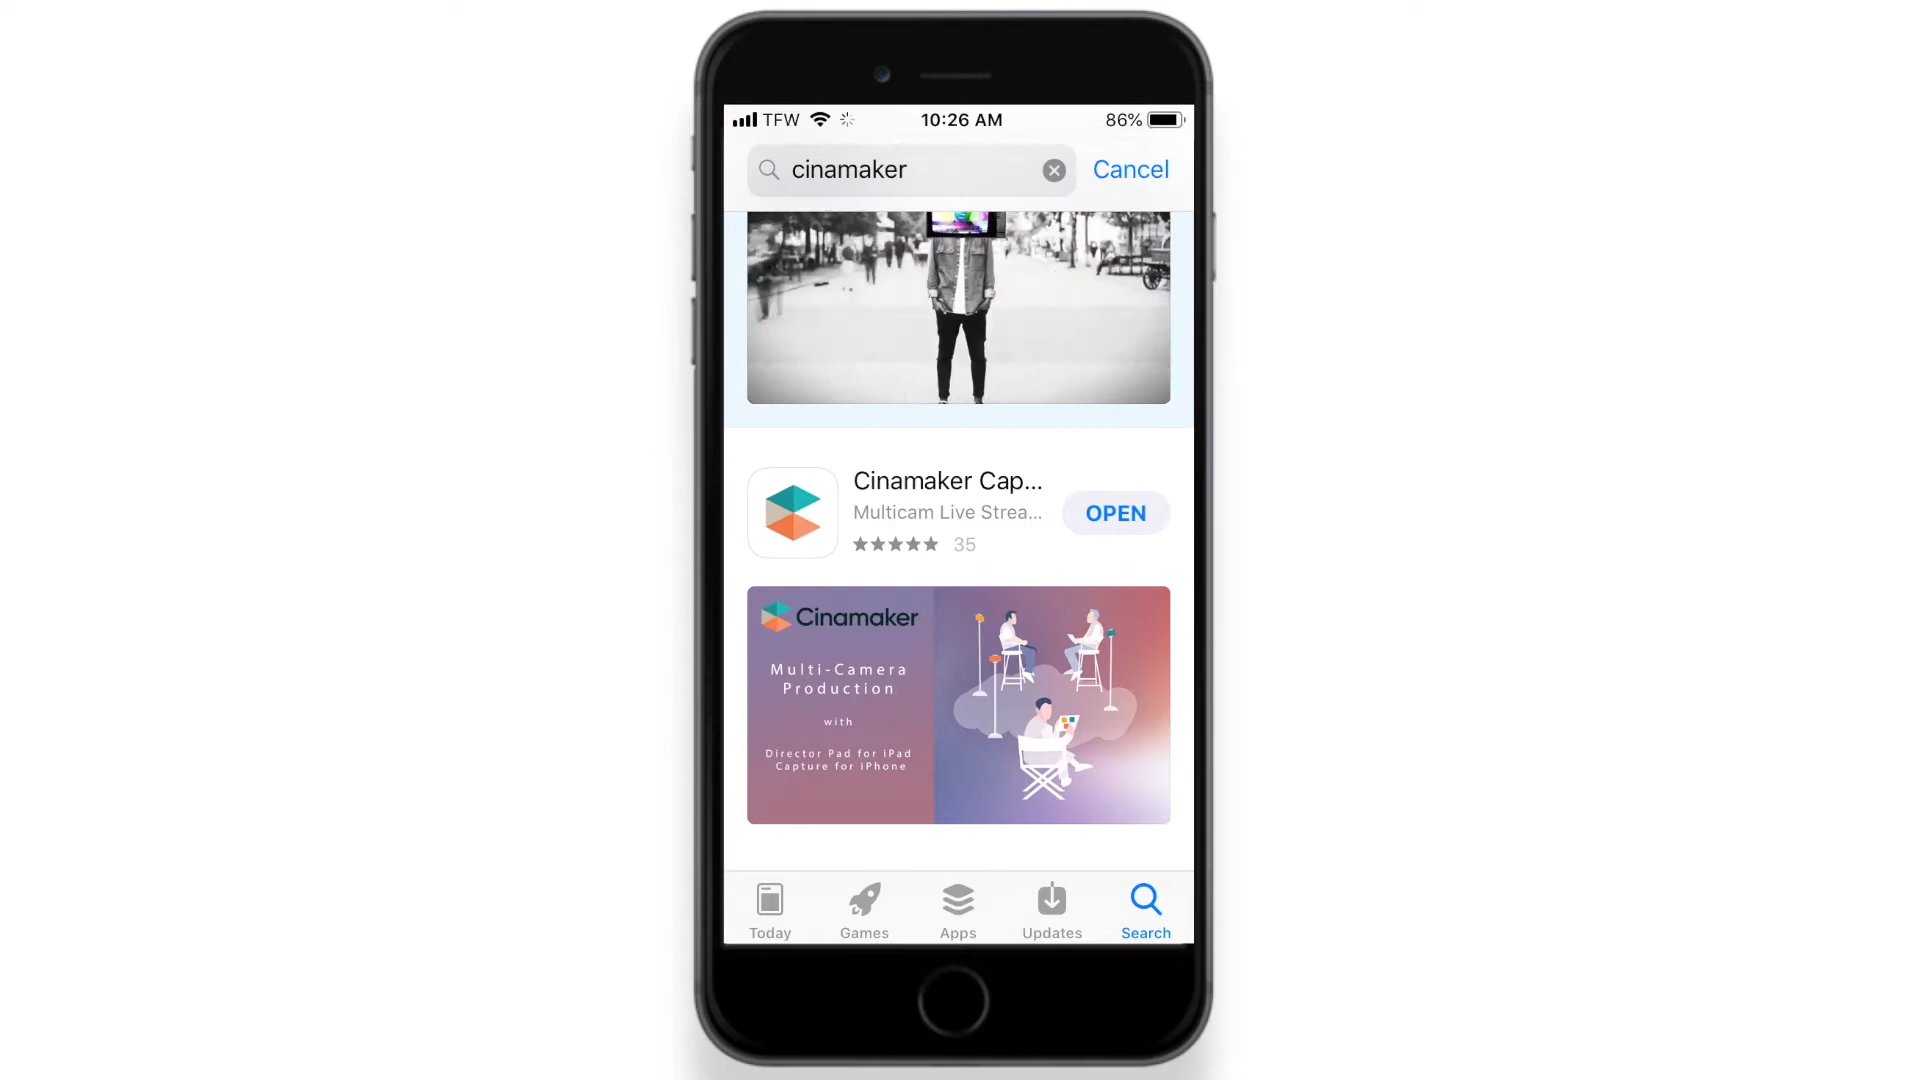 TFW 10:26 AM 86%
cinamaker Cancel
Cinamaker Cap...
Multicam Live Strea...
35
OPEN
Cinamaker
Multi-Camera
Production
with
Director Pad for iPad
Capture for iPhone
Today Games Apps Updates Search